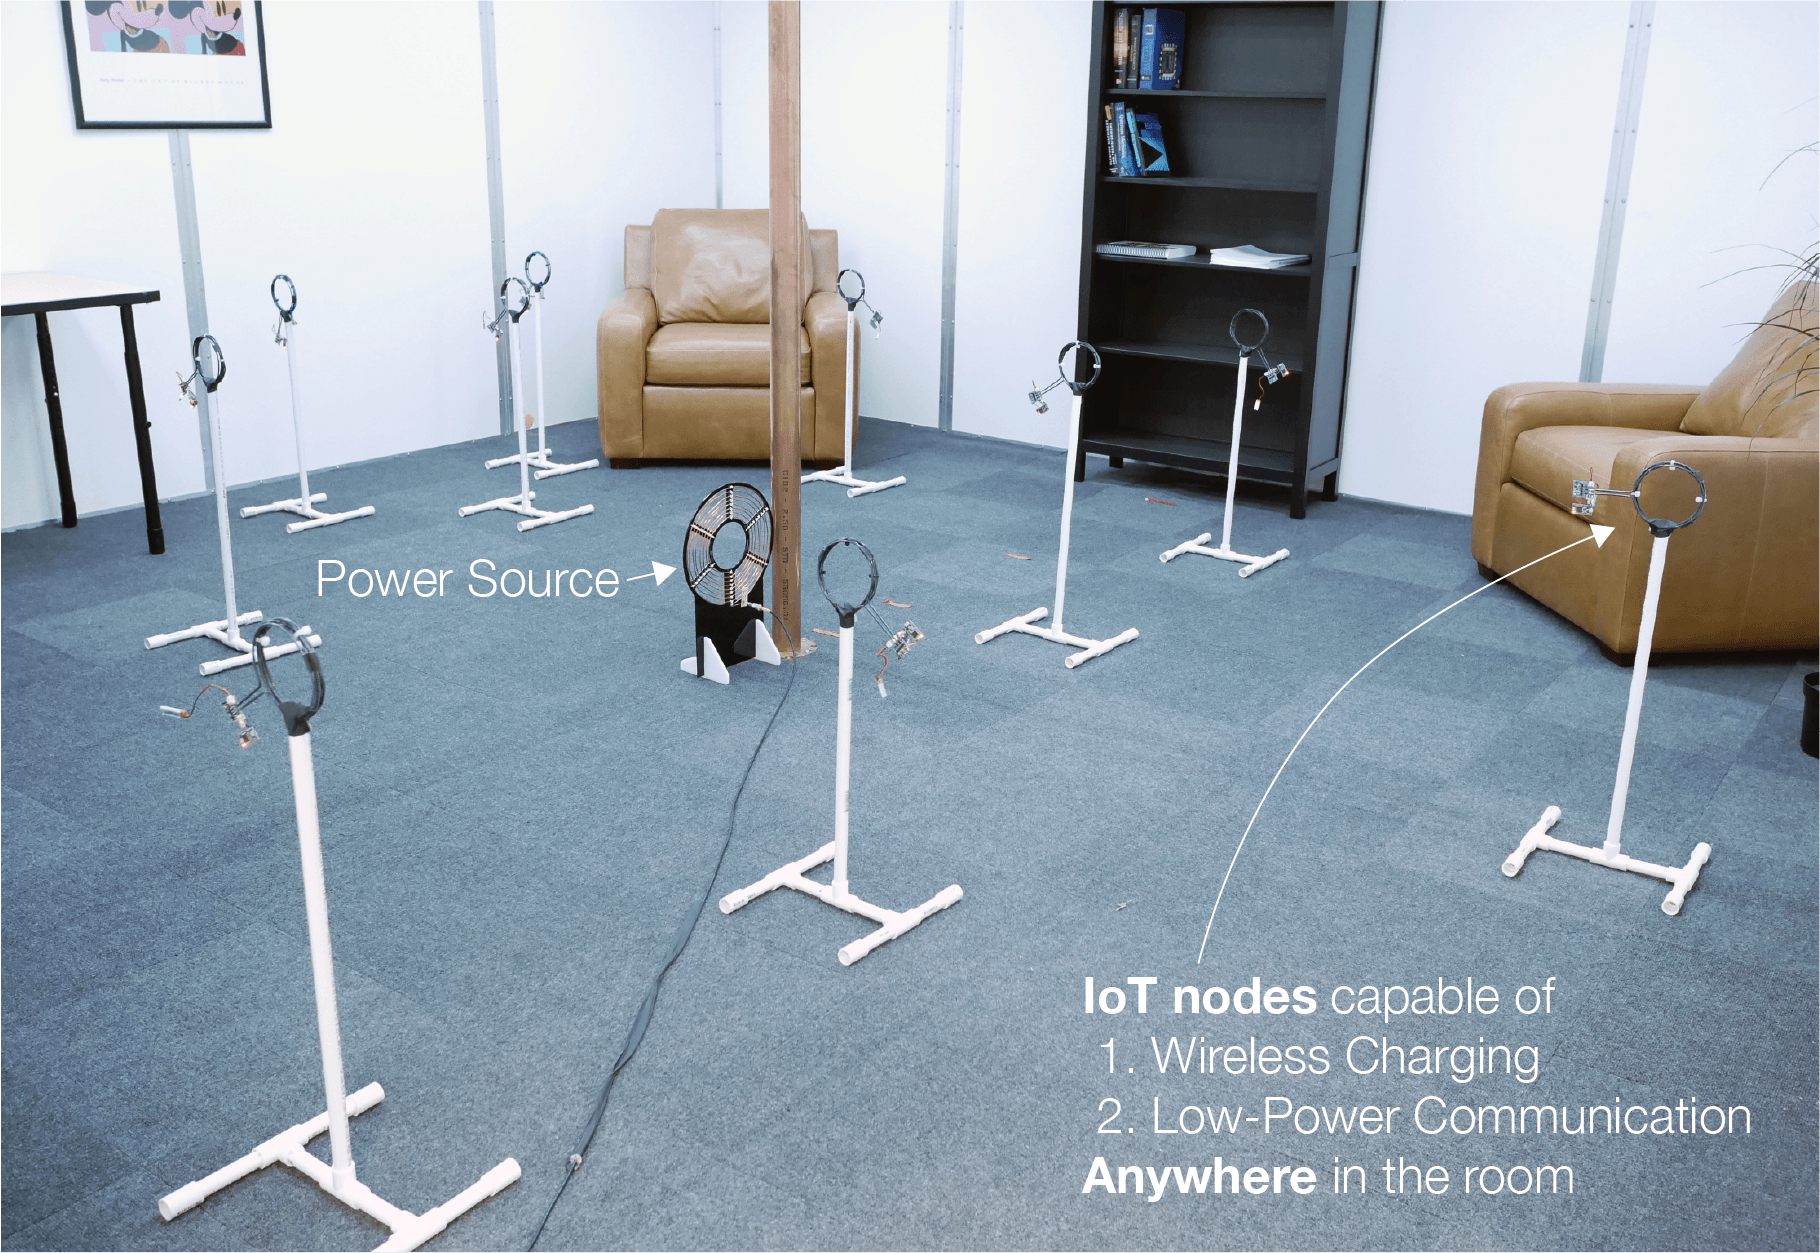 Power Source
IoT nodes capable of
1. Wireless Charging
2. Low-Power Communication
Anywhere in the room